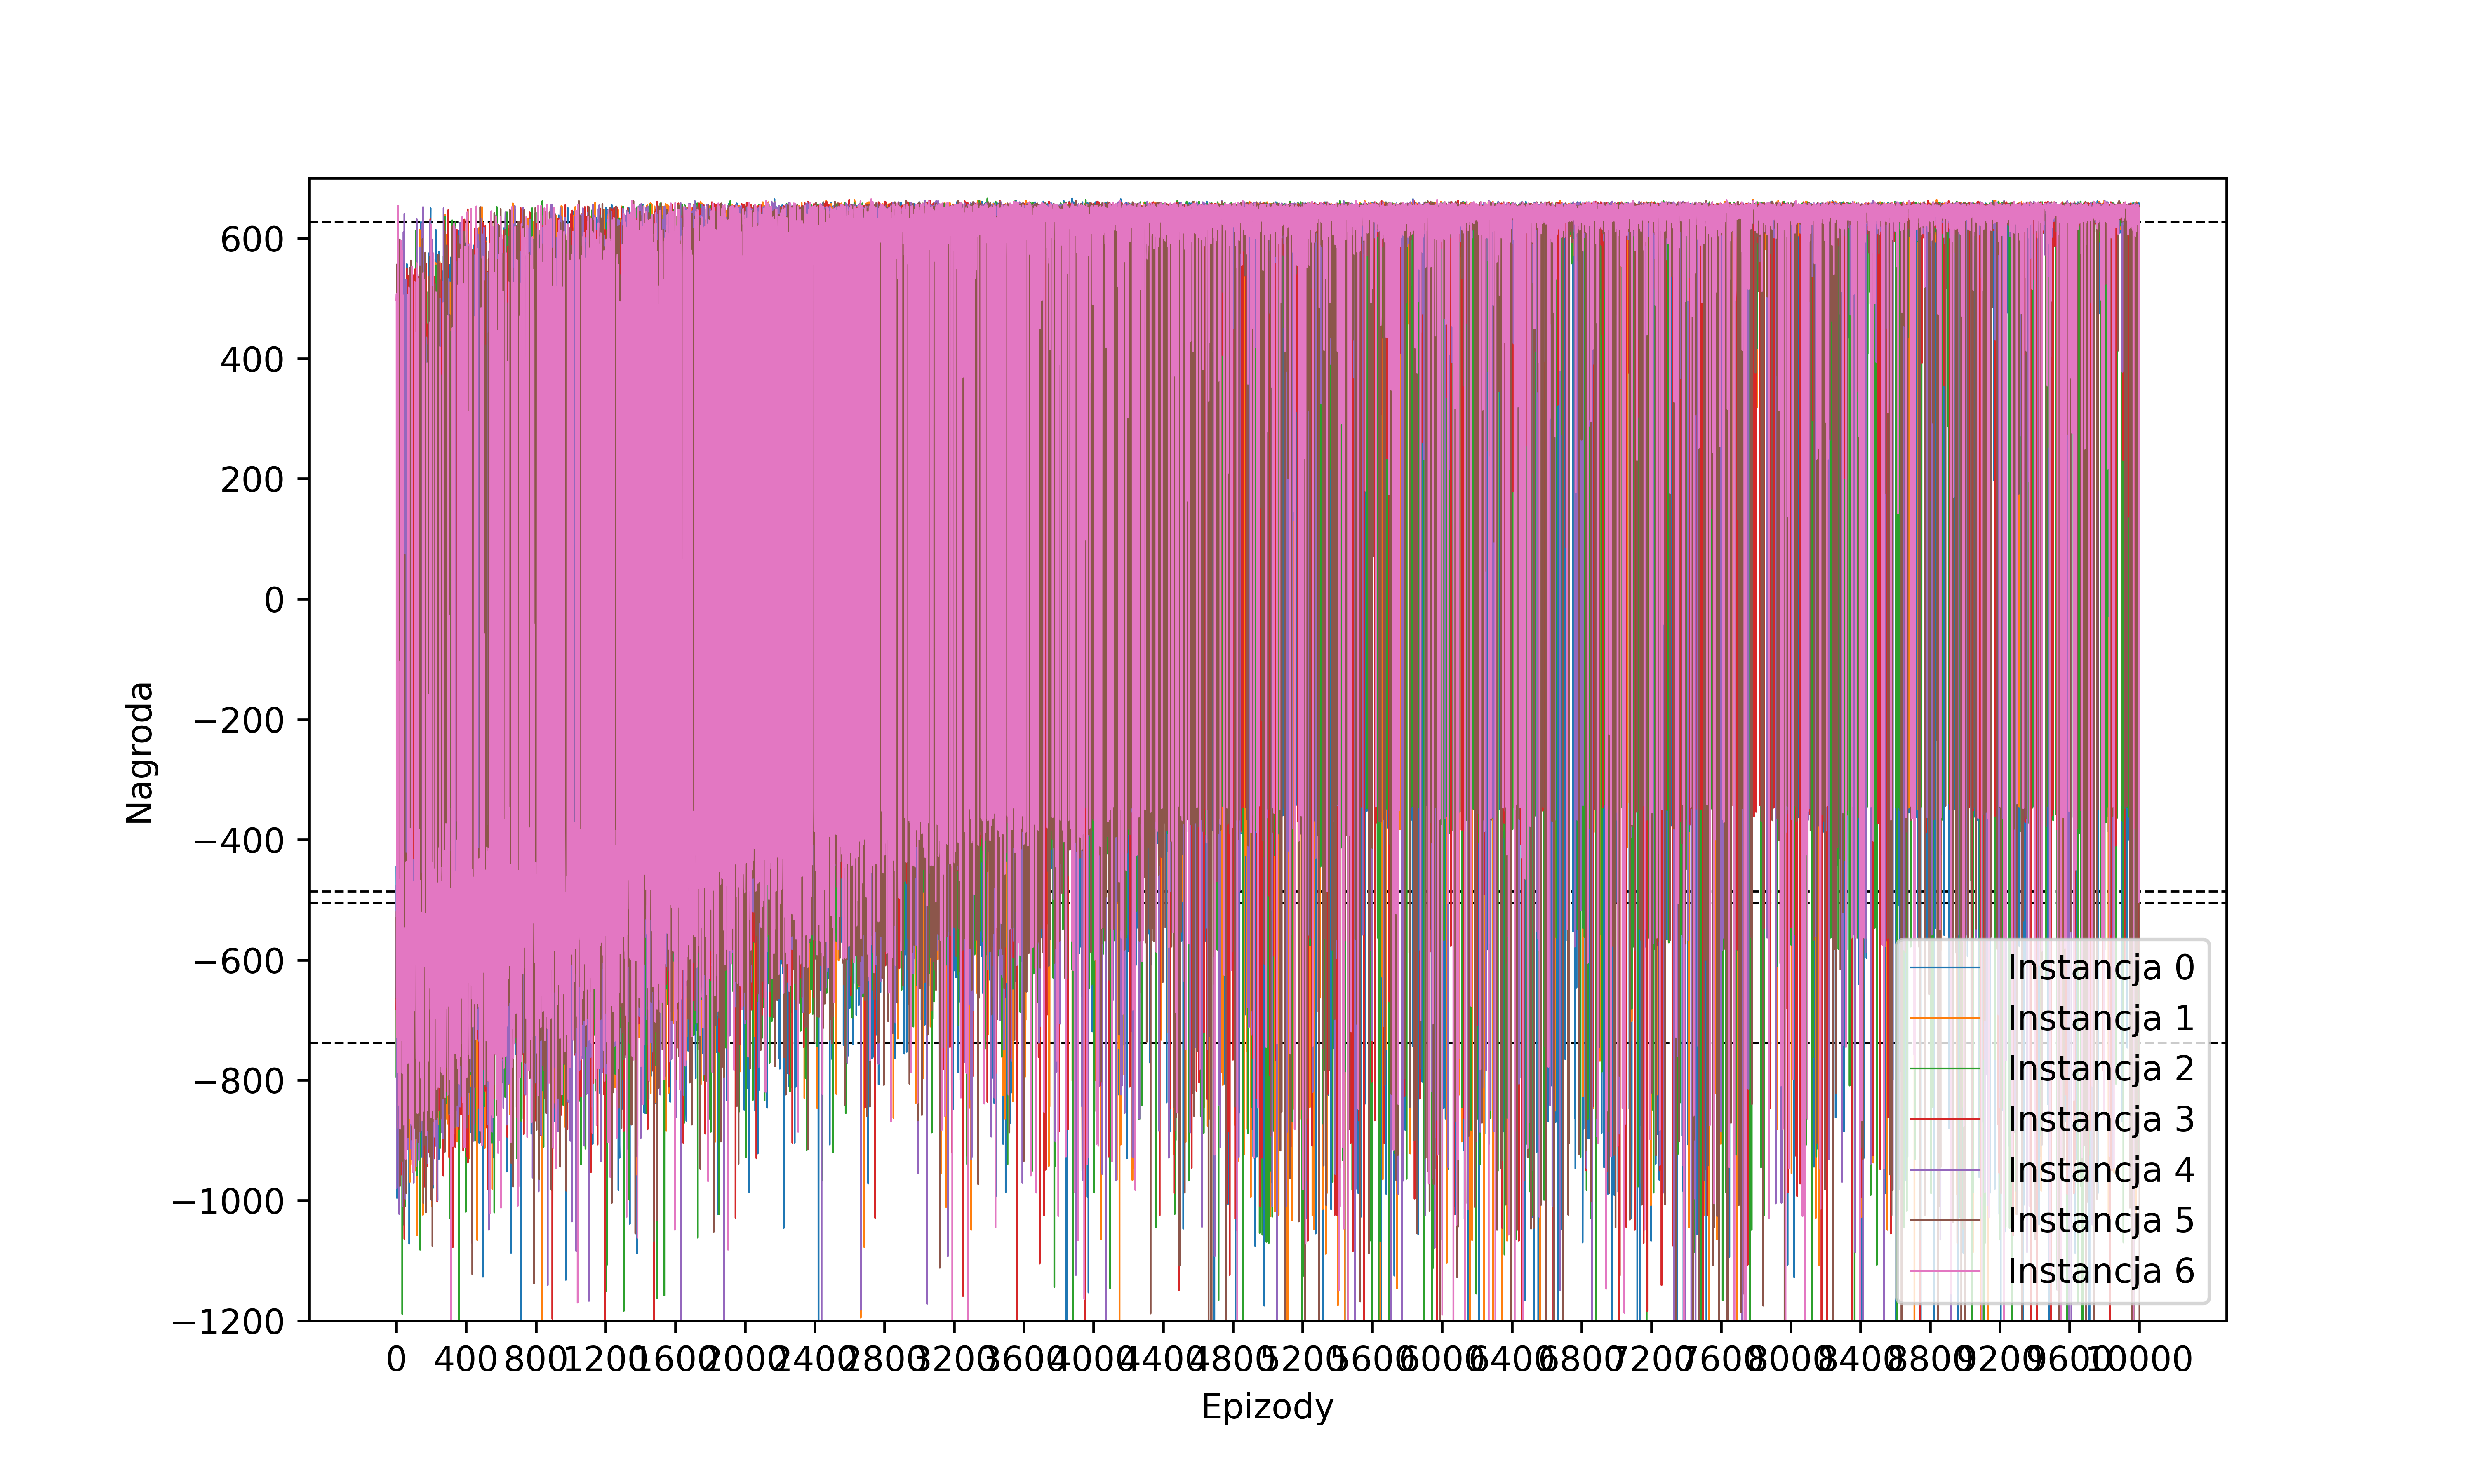 600
400
200
0
−200
−400
−600
−800
−1000
−1200
Nagroda
Instancja 0
Instancja 1
Instancja 2
Instancja 3
Instancja 4
Instancja 5
Instancja 6
0 400 800 1200 1600 2000 2400 2800 3200 3600 4000 4400 4800 5200 5600 6000 6400 6800 7200 7600 8000 8400 8800 9200 9600 10000
Epizody